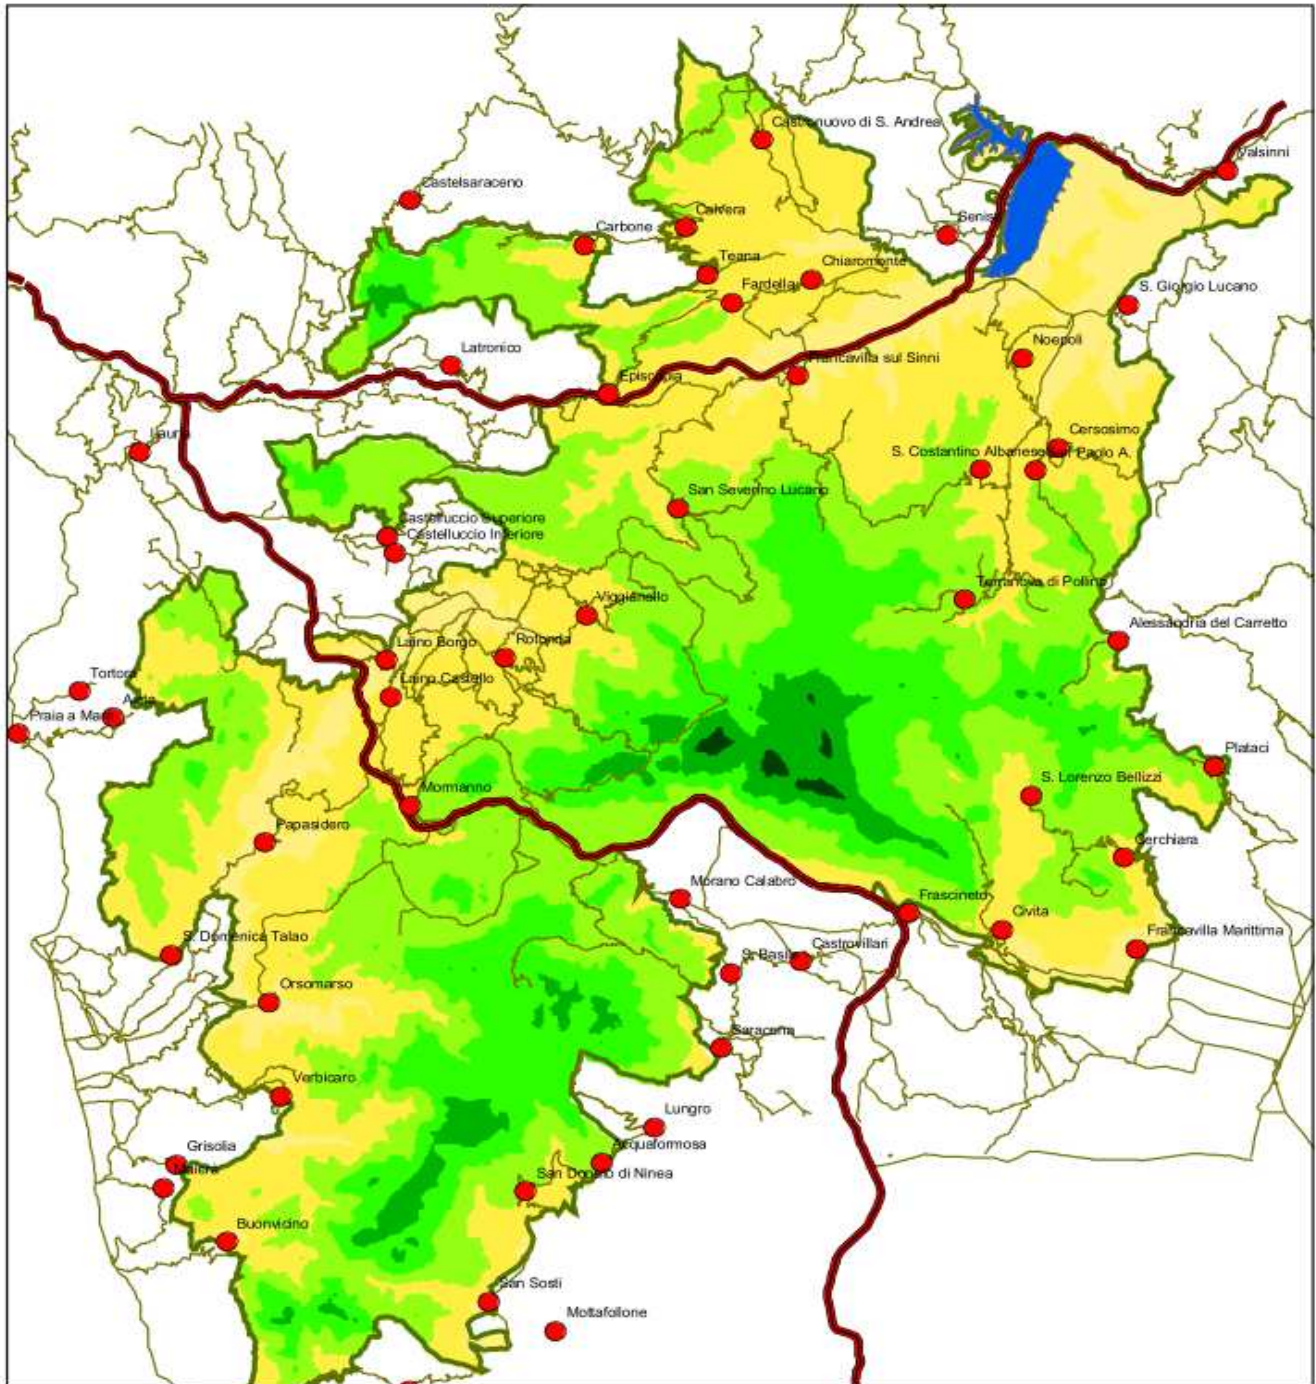 Castronuovo di S. Andrea
Valsinni
Castelsaraceno
Calvera
Senise
Carbone
Teana
Chiaromonte
Fardella
S. Giorgio Lucano
Noepoli
Latronico
Francavilla sul Sinni
Episcopia
Lauria
Cersosimo
S. Costantino Albanese
Paolo A.
San Severino Lucano
Castelluccio Superiore
Castelluccio Inferiore
Terranova di Pollino
Viggianello
Alessandria del Carretto
Laino Borgo
Rotonda
Tortora
Laino Castello
Aieta
Praia a Mare
Plataci
S. Lorenzo Bellizzi
Mormanno
Papasidero
Cerchiara
Morano Calabro
Frascineto
Civita
S. Domenica Talao
Francavilla Marittima
Castrovillari
S. Basile
Orsomarso
Saracena
Verbicaro
Lungro
Grisolia
Acquaformosa
Maierà
San Donato di Ninea
Buonvicino
San Sosti
Mottafollone